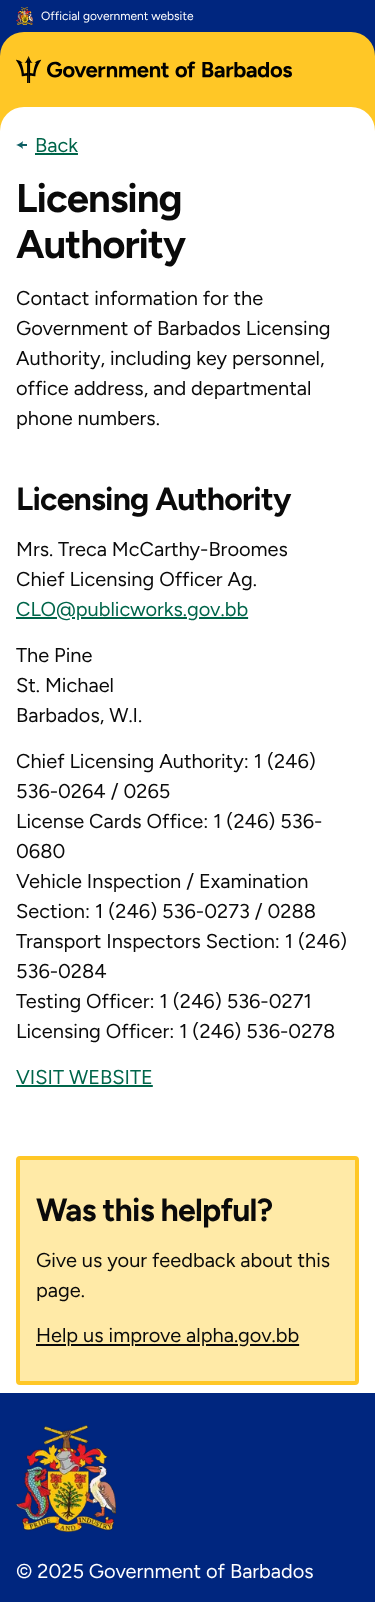 Official government website
Government of Barbados
Back
Licensing
Authority
Contact information for the
Government of Barbados Licensing
Authority, including key personnel,
office address, and departmental
phone numbers.
Licensing Authority
Mrs. Treca McCarthy-Broomes
Chief Licensing Officer Ag.
CLO@publicworks.gov.bb
The Pine
St. Michael
Barbados, W.I.
Chief Licensing Authority: 1 (246)
536-0264 / 0265
License Cards Office: 1 (246) 536-
0680
Vehicle Inspection / Examination
Section: 1 (246) 536-0273 / 0288
Transport Inspectors Section: 1 (246)
536-0284
Testing Officer: 1 (246) 536-0271
Licensing Officer: 1 (246) 536-0278
VISIT WEBSITE
Was this helpful?
Give us your feedback about this
page.
Help us improve alpha.gov.bb
PRIDE AND INDUSTRY
© 2025 Government of Barbados